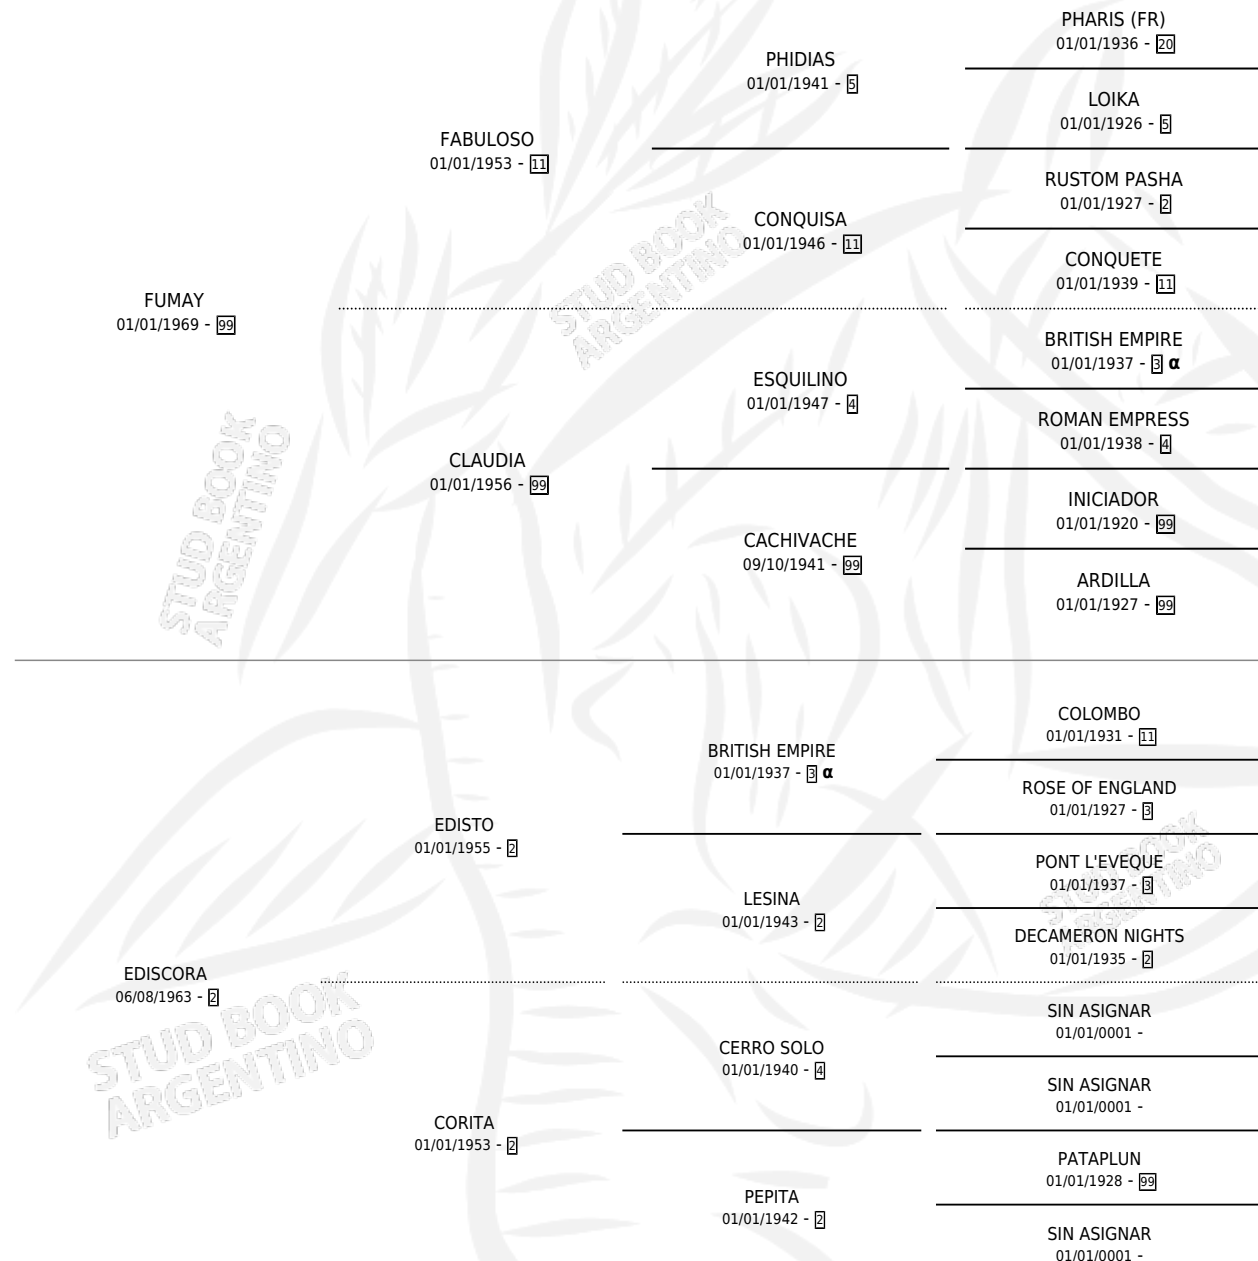 PHARIS (FR)
01/01/1936 - 20
PHIDIAS
01/01/1941 - 5
LOIKA
01/01/1926 - 5
FABULOSO
01/01/1953 - 11
RUSTOM PASHA
01/01/1927 - 2
CONQUISA
01/01/1946 - 11
CONQUETE
01/01/1939 - 11
FUMAY
01/01/1969 - 99
BRITISH EMPIRE
01/01/1937 - 3 α
ESQUILINO
01/01/1947 - 4
ROMAN EMPRESS
01/01/1938 - 4
CLAUDIA
01/01/1956 - 99
INICIADOR
01/01/1920 - 99
CACHIVACHE
09/10/1941 - 99
ARDILLA
01/01/1927 - 99
COLOMBO
01/01/1931 - 11
BRITISH EMPIRE
01/01/1937 - 3 α
ROSE OF ENGLAND
01/01/1927 - 3
EDISTO
01/01/1955 - 2
PONT L'EVEQUE
01/01/1937 - 3
LESINA
01/01/1943 - 2
DECAMERON NIGHTS
01/01/1935 - 2
EDISCORA
06/08/1963 - 2
SIN ASIGNAR
01/01/0001 -
CERRO SOLO
01/01/1940 - 4
SIN ASIGNAR
01/01/0001 -
CORITA
01/01/1953 - 2
PATAPLUN
01/01/1928 - 99
PEPITA
01/01/1942 - 2
SIN ASIGNAR
01/01/0001 -
STUD BOOK
ARGENTINO
STUD BOOK
ARGENTINO
STUD BOOK
ARGENTINO
STUD BOOK
ARGENTINO